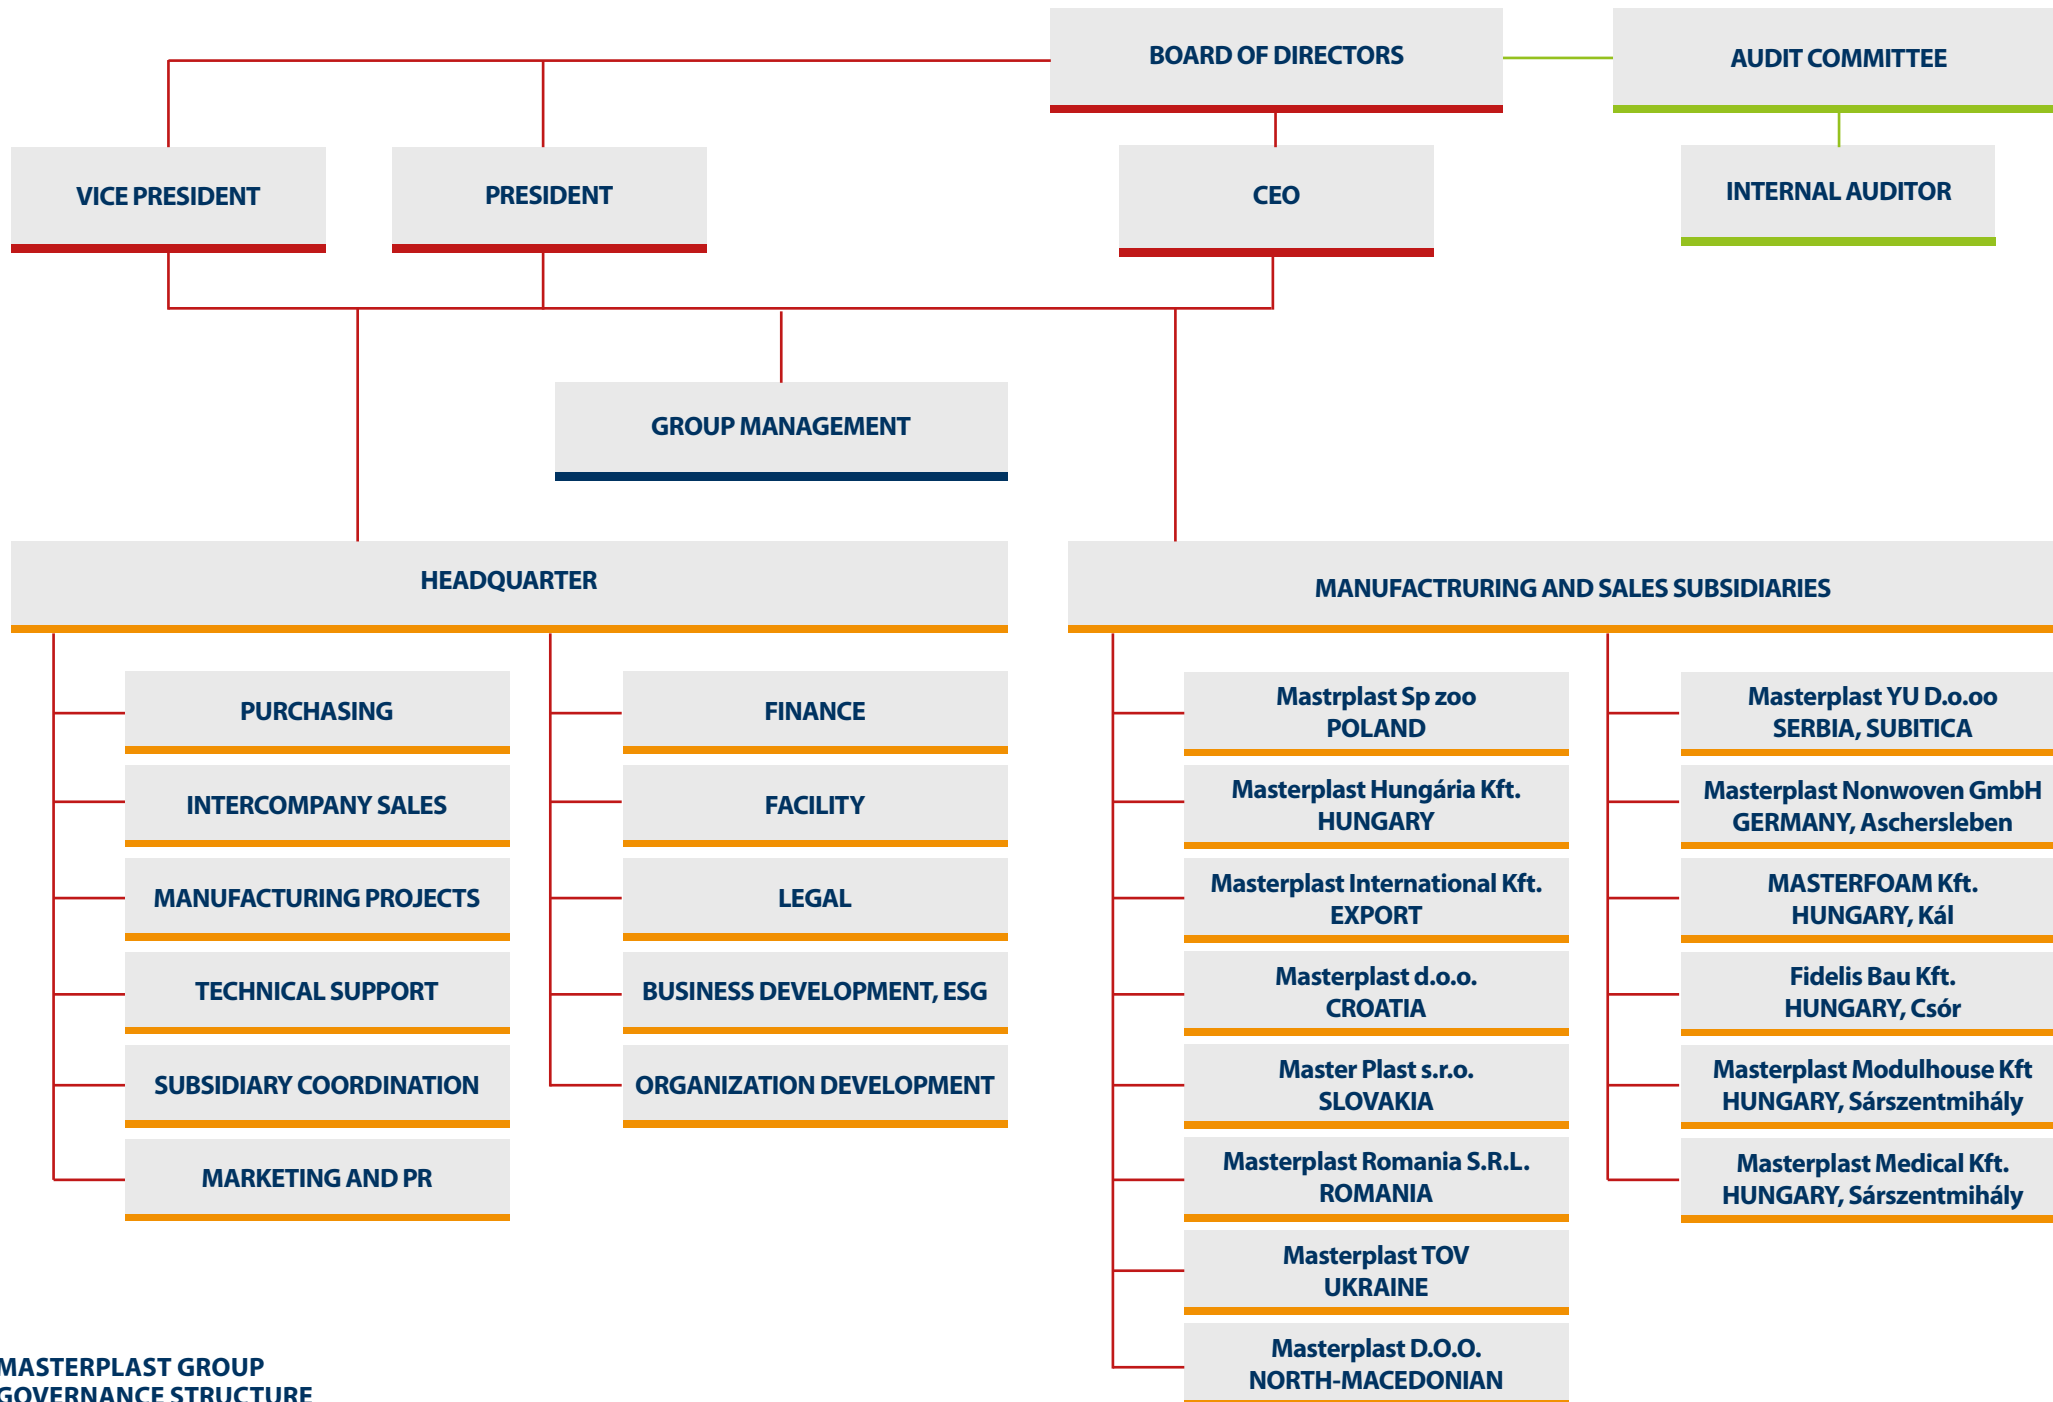 BOARD OF DIRECTORS
AUDIT COMMITTEE
VICE PRESIDENT
PRESIDENT
CEO
INTERNAL AUDITOR
GROUP MANAGEMENT
HEADQUARTER
MANUFACTRURING AND SALES SUBSIDIARIES
PURCHASING
INTERCOMPANY SALES
MANUFACTURING PROJECTS
TECHNICAL SUPPORT
SUBSIDIARY COORDINATION
MARKETING AND PR
FINANCE
FACILITY
LEGAL
BUSINESS DEVELOPMENT, ESG
ORGANIZATION DEVELOPMENT
Mastrplast Sp zoo
POLAND
Masterplast Hungária Kft.
HUNGARY
Masterplast International Kft.
EXPORT
Masterplast d.o.o.
CROATIA
Master Plast s.r.o.
SLOVAKIA
Masterplast Romania S.R.L.
ROMANIA
Masterplast TOV
UKRAINE
Masterplast D.O.O.
NORTH-MACEDONIAN
Masterplast YU D.o.oo
SERBIA, SUBITICA
Masterplast Nonwoven GmbH
GERMANY, Aschersleben
MASTERFOAM Kft.
HUNGARY, Kál
Fidelis Bau Kft.
HUNGARY, Csór
Masterplast Modulhouse Kft
HUNGARY, Sárszentmihály
Masterplast Medical Kft.
HUNGARY, Sárszentmihály
MASTERPLAST GROUP
GOVERNANCE STRUCTURE